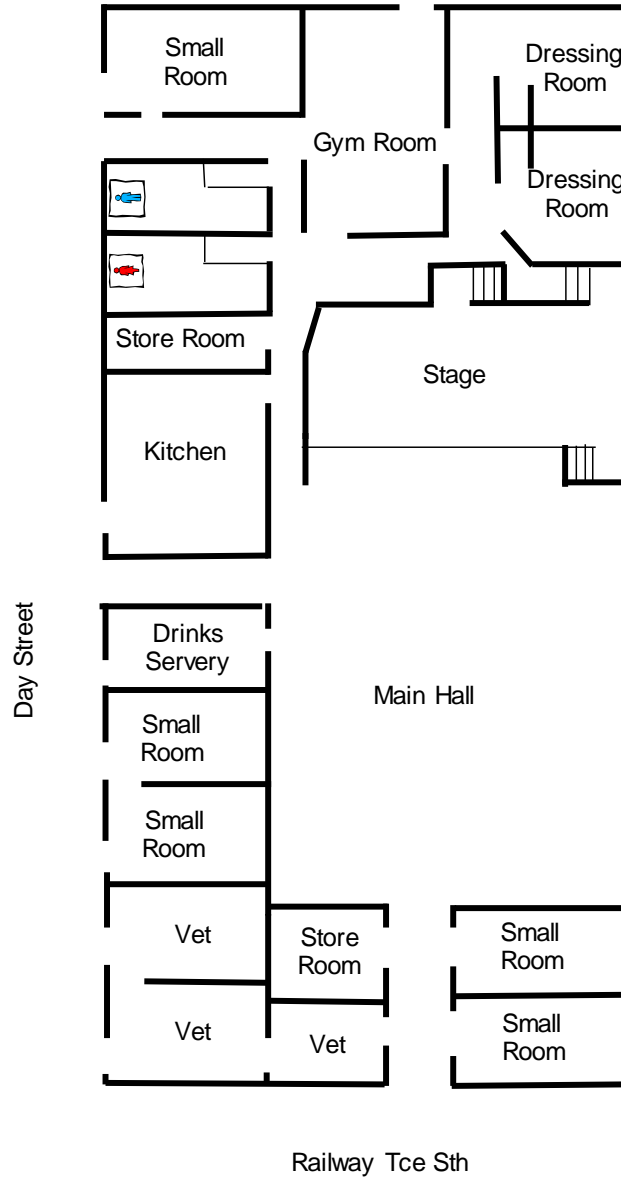 Small
Room
Dressing
Room
Gym Room
Dressing
Room
Store Room
Stage
Kitchen
Day Street
Drinks
Servery
Main Hall
Small
Room
Small
Room
Vet
Store
Room
Small
Room
Vet
Vet
Small
Room
Railway Tce Sth